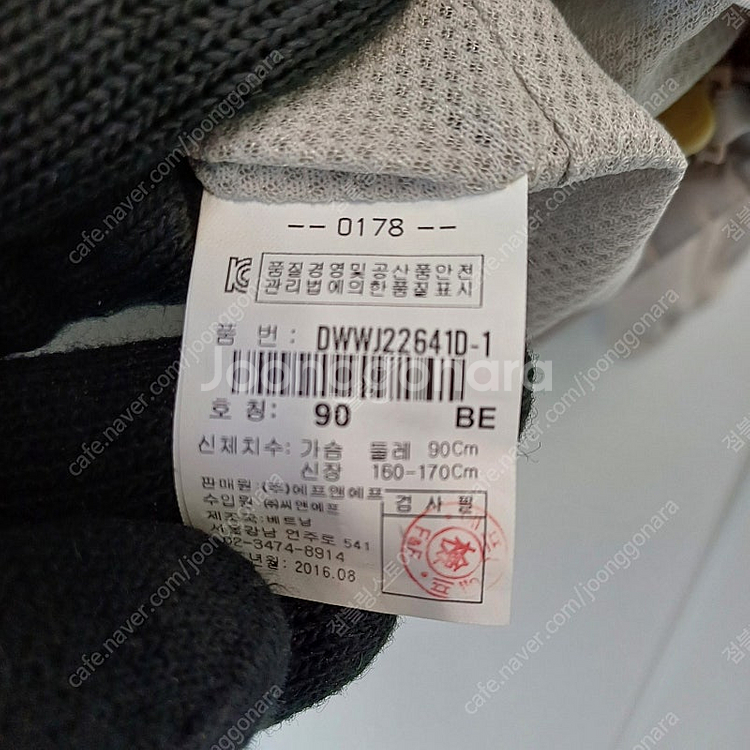 -- 0178 --
품질경영및공산품안전
관리법에의한품질표시
품 번: DWWJ22641D-1
Joonggonara
호 칭: 90 BE
신체치수: 가슴 둘레 90Cm
신장 160-170Cm
판매원:(주)에프앤에프
수입원:㈜씨앤에프
제조국:베트남
서울강남 언주로 541
02-3474-8914
년월: 2016.08
검사필
F&F
檢
cafe.naver.com/joonggonara